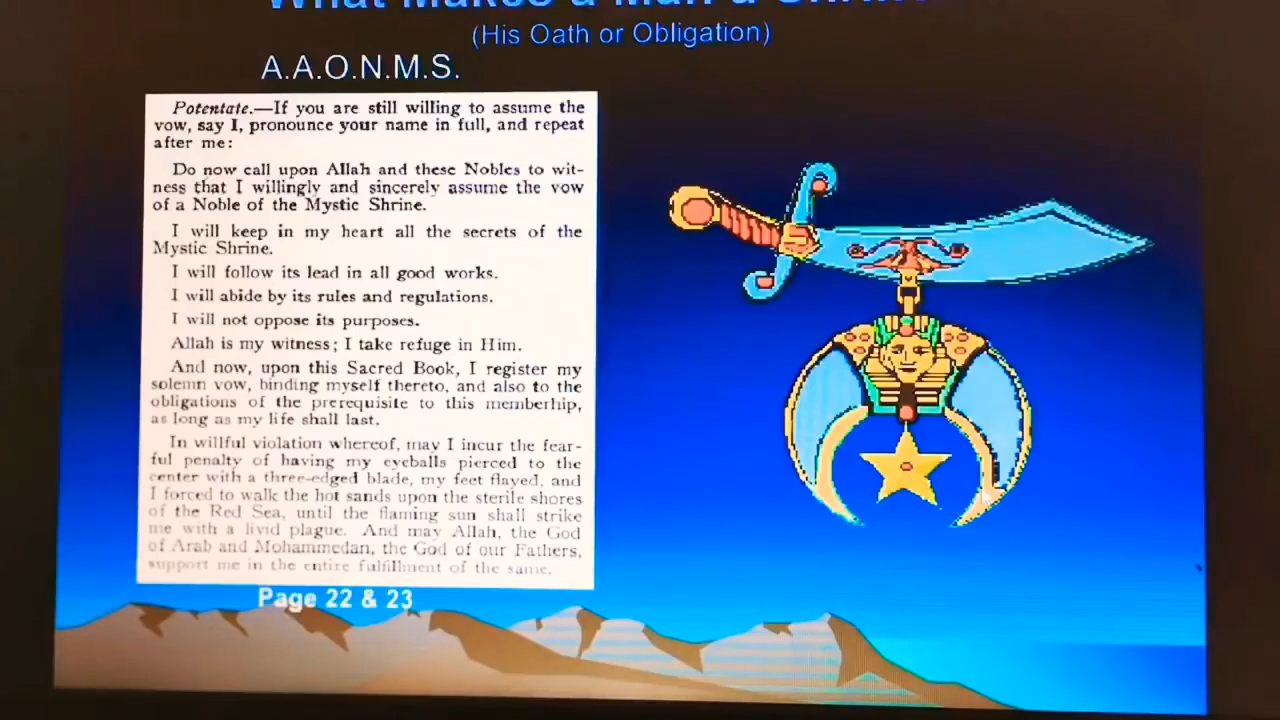 What Makes a Man a
(His Oath or Obligation)
A.A.O.N.M.S.
Potentate.—If you are still willing to assume the
vow, say I, pronounce your name in full, and repeat
after me:
Do now call upon Allah and these Nobles to wit-
ness that I willingly and sincerely assume the vow
of a Noble of the Mystic Shrine.
I will keep in my heart all the secrets of the
Mystic Shrine.
I will follow its lead in all good works.
I will abide by its rules and regulations.
I will not oppose its purposes.
Allah is my witness; I take refuge in Him.
And now, upon this Sacred Book, I register my
solemn vow, binding myself thereto, and also to the
obligations of the prerequisite to this memberhip,
as long as my life shall last.
In willful violation whereof, may I incur the fear-
ful penalty of having my eyeballs pierced to the
center with a three-edged blade, my feet flayed, and
I forced to walk the hot sands upon the sterile shores
of the Red Sea, until the flaming sun shall strike
me with a livid plague. And may Allah, the God
of Arab and Mohammedan, the God of our Fathers,
support me in the entire fulfillment of the same.
Page 22 & 23